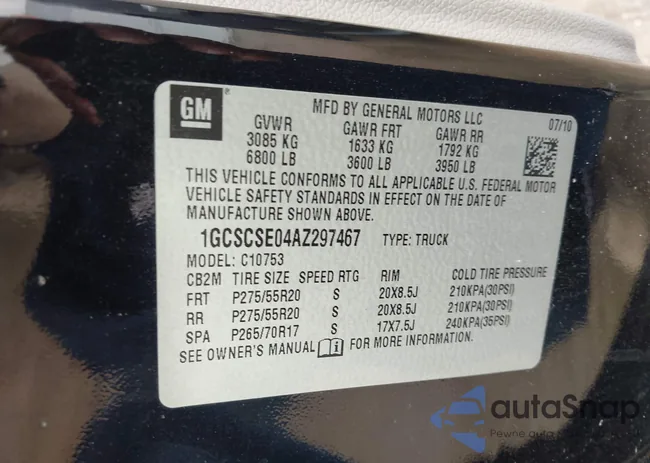 GM
MFD BY GENERAL MOTORS LLC
07/10
GVWR GAWR FRT GAWR RR
3085 KG 1633 KG 1792 KG
6800 LB 3600 LB 3950 LB
THIS VEHICLE CONFORMS TO ALL APPLICABLE U.S. FEDERAL MOTOR
VEHICLE SAFETY STANDARDS IN EFFECT ON THE DATE OF
MANUFACTURE SHOWN ABOVE.
1GCSCSE04AZ297467 TYPE: TRUCK
MODEL: C10753
CB2M TIRE SIZE SPEED RTG RIM COLD TIRE PRESSURE
FRT P275/55R20 S 20X8.5J 210KPA(30PSI)
RR P275/55R20 S 20X8.5J 210KPA(30PSI)
SPA P265/70R17 S 17X7.5J 240KPA(35PSI)
SEE OWNER'S MANUAL i FOR MORE INFORMATION.
autaSnap
Pewne auto